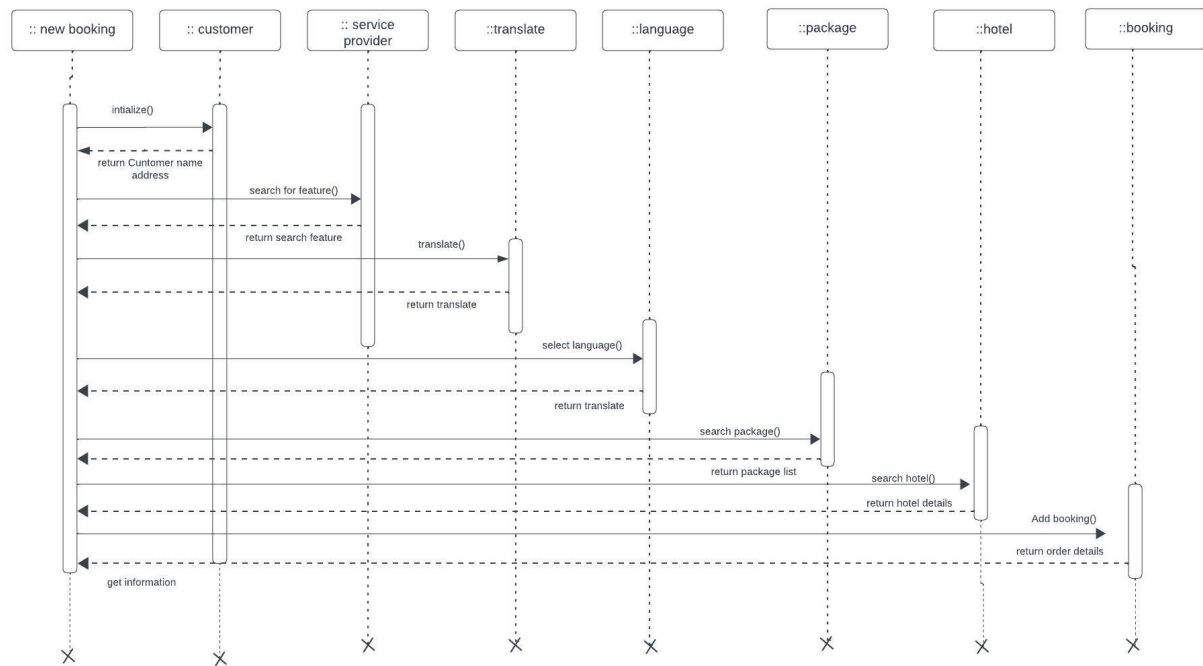 :: new booking
:: customer
:: service
provider
::translate
::language
::package
::hotel
::booking
intialize()
return Cuntomer name
address
search for feature()
return search feature
translate()
return translate
select language()
return translate
search package()
return package list
search hotel()
return hotel details
Add booking()
return order details
get information